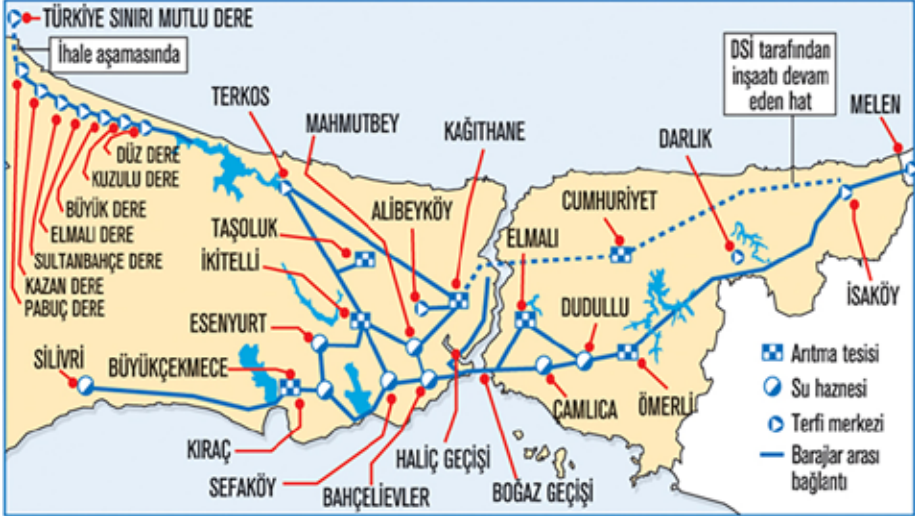 TÜRKİYE SINIRI MUTLU DERE
İhale aşamasında
DSİ tarafından
inşaatı devam
eden hat
TERKOS
MAHMUTBEY
KAĞITHANE
DARLIK
MELEN
DÜZ DERE
KUZULU DERE
BÜYÜK DERE
ELMALI DERE
SULTANBAHÇE DERE
KAZAN DERE
PABUÇ DERE
TAŞOLUK
ALİBEYKÖY
CUMHURİYET
İKİTELLİ
ELMALI
İSAKÖY
ESENYURT
DUDULLU
SİLİVRİ
BÜYÜKÇEKMECE
ÇAMLICA
ÖMERLİ
KIRAÇ
HALİÇ GEÇİŞİ
SEFAKÖY
BAHÇELİEVLER
BOĞAZ GEÇİŞİ
Arıtma tesisi
Su haznesi
Terfi merkezi
Barajlar arası
bağlantı